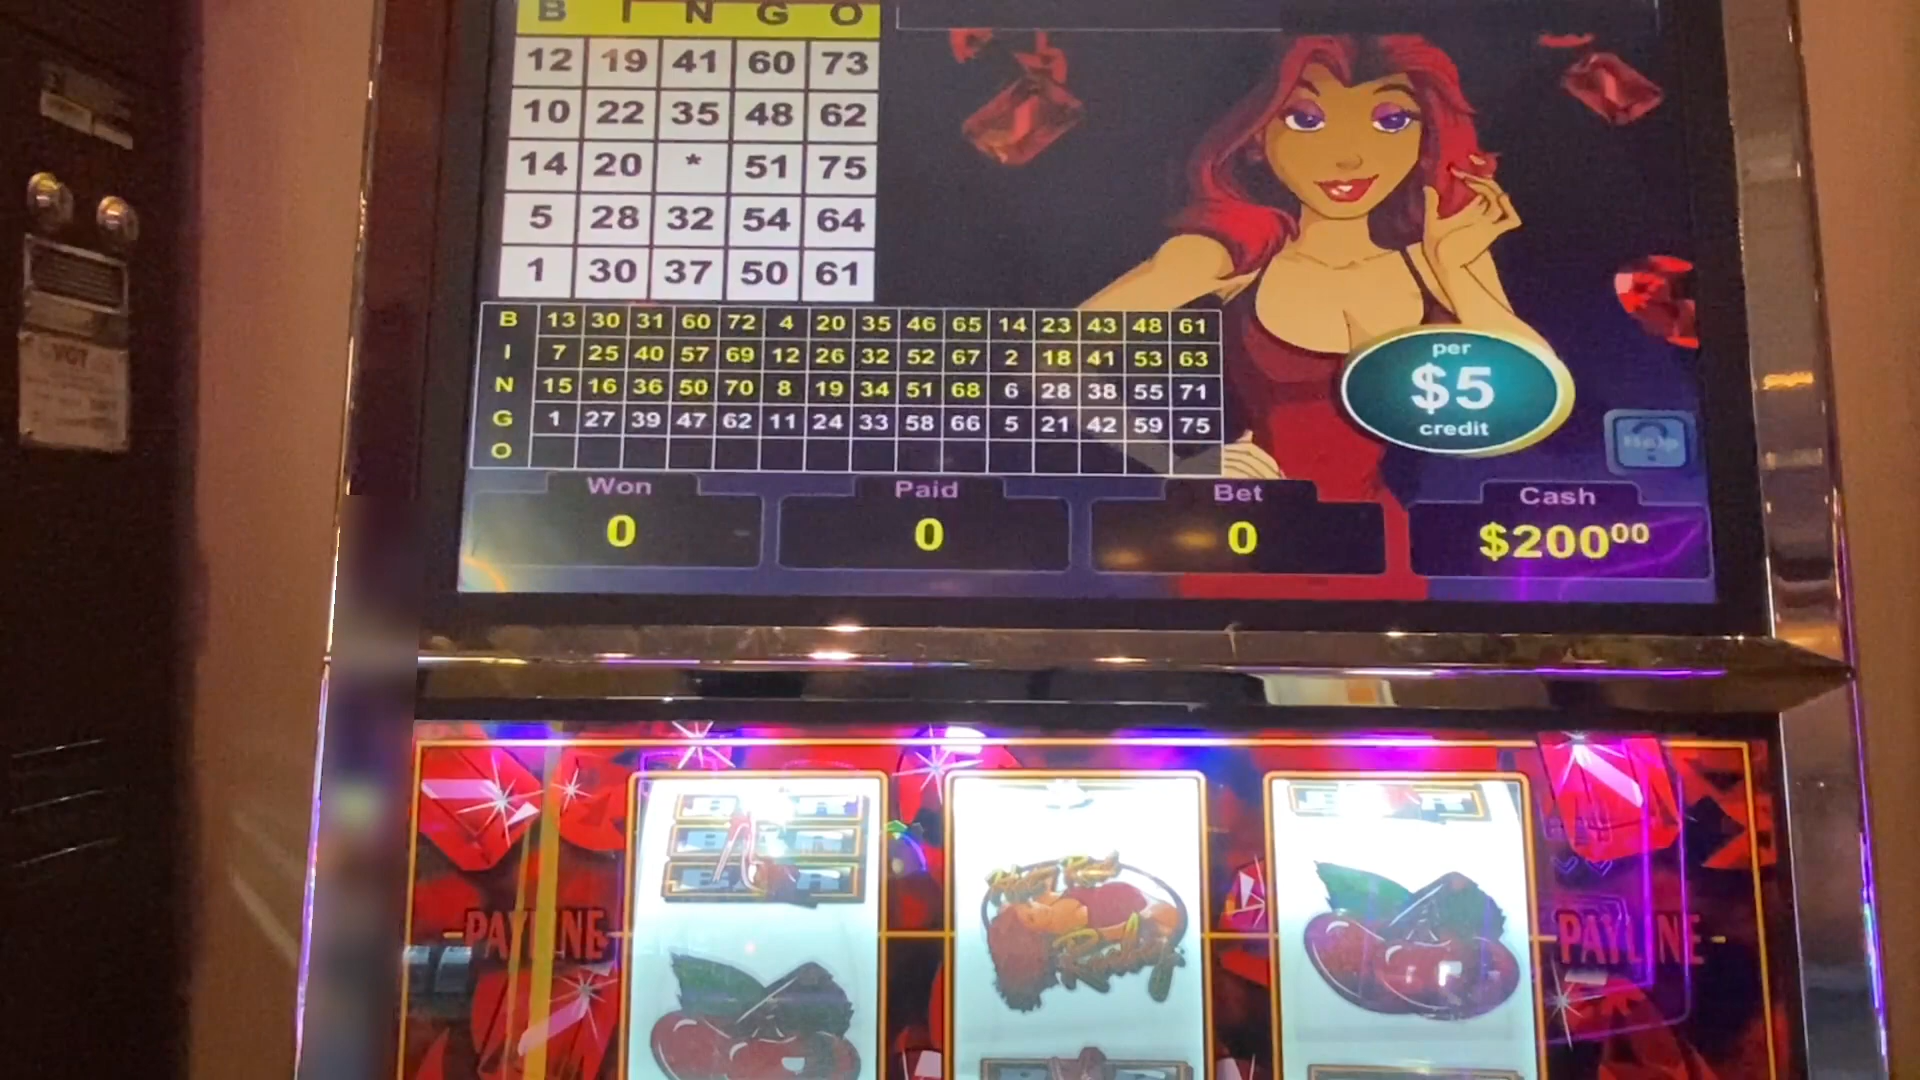 B I N G O
12 19 41 60 73
10 22 35 48 62
14 20 * 51 75
5 28 32 54 64
1 30 37 50 61
B 13 30 31 60 72 4 20 35 46 65 14 23 43 48 61
I 7 25 40 57 69 12 26 32 52 67 2 18 41 53 63
N 15 16 36 50 70 8 19 34 51 68 6 28 38 55 71
G 1 27 39 47 62 11 24 33 58 66 5 21 42 59 75
O
per
$5
credit
Help
Won Paid Bet Cash
0 0 0 $200⁰⁰
PAYLINE PAYLINE
Ruby